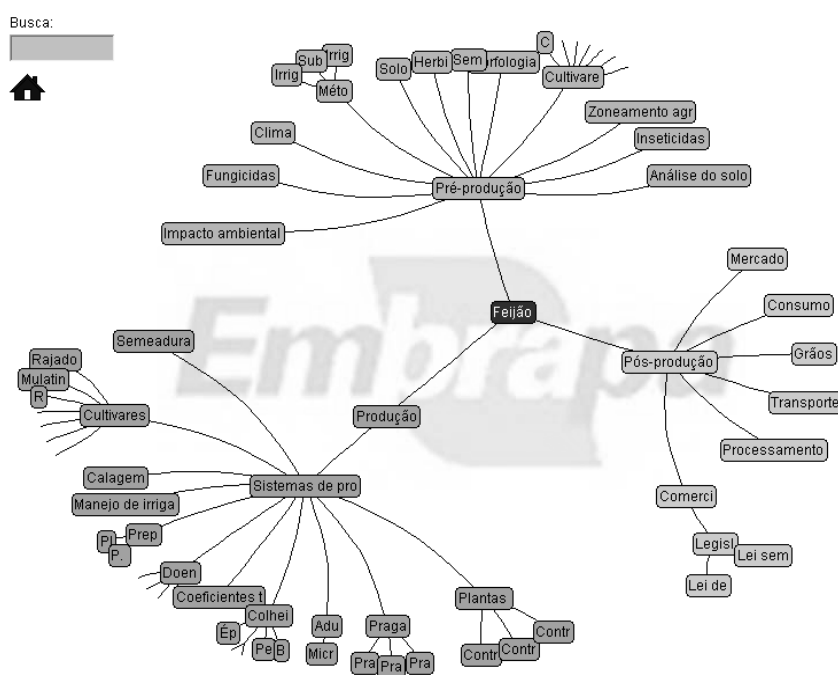 Busca:
C
Irrig
Sub
Irrig
Méto
Solo
Herbi
Sem
orfologia
Cultivare
Zoneamento agr
Inseticidas
Clima
Fungicidas
Análise do solo
Pré-produção
Impacto ambiental
Mercado
Embrapa
Feijão
Consumo
Semeadura
Grãos
Pós-produção
Rajado
Mulatin
R
Cultivares
Produção
Transporte
Processamento
Calagem
Sistemas de pro
Manejo de irriga
Comerci
Prep
Pl
P.
Legisl
Lei sem
Lei de
Doen
Coeficientes t
Plantas
Colhei
Ép
Pe
B
Adu
Micr
Praga
Pra
Pra
Pra
Contr
Contr
Contr